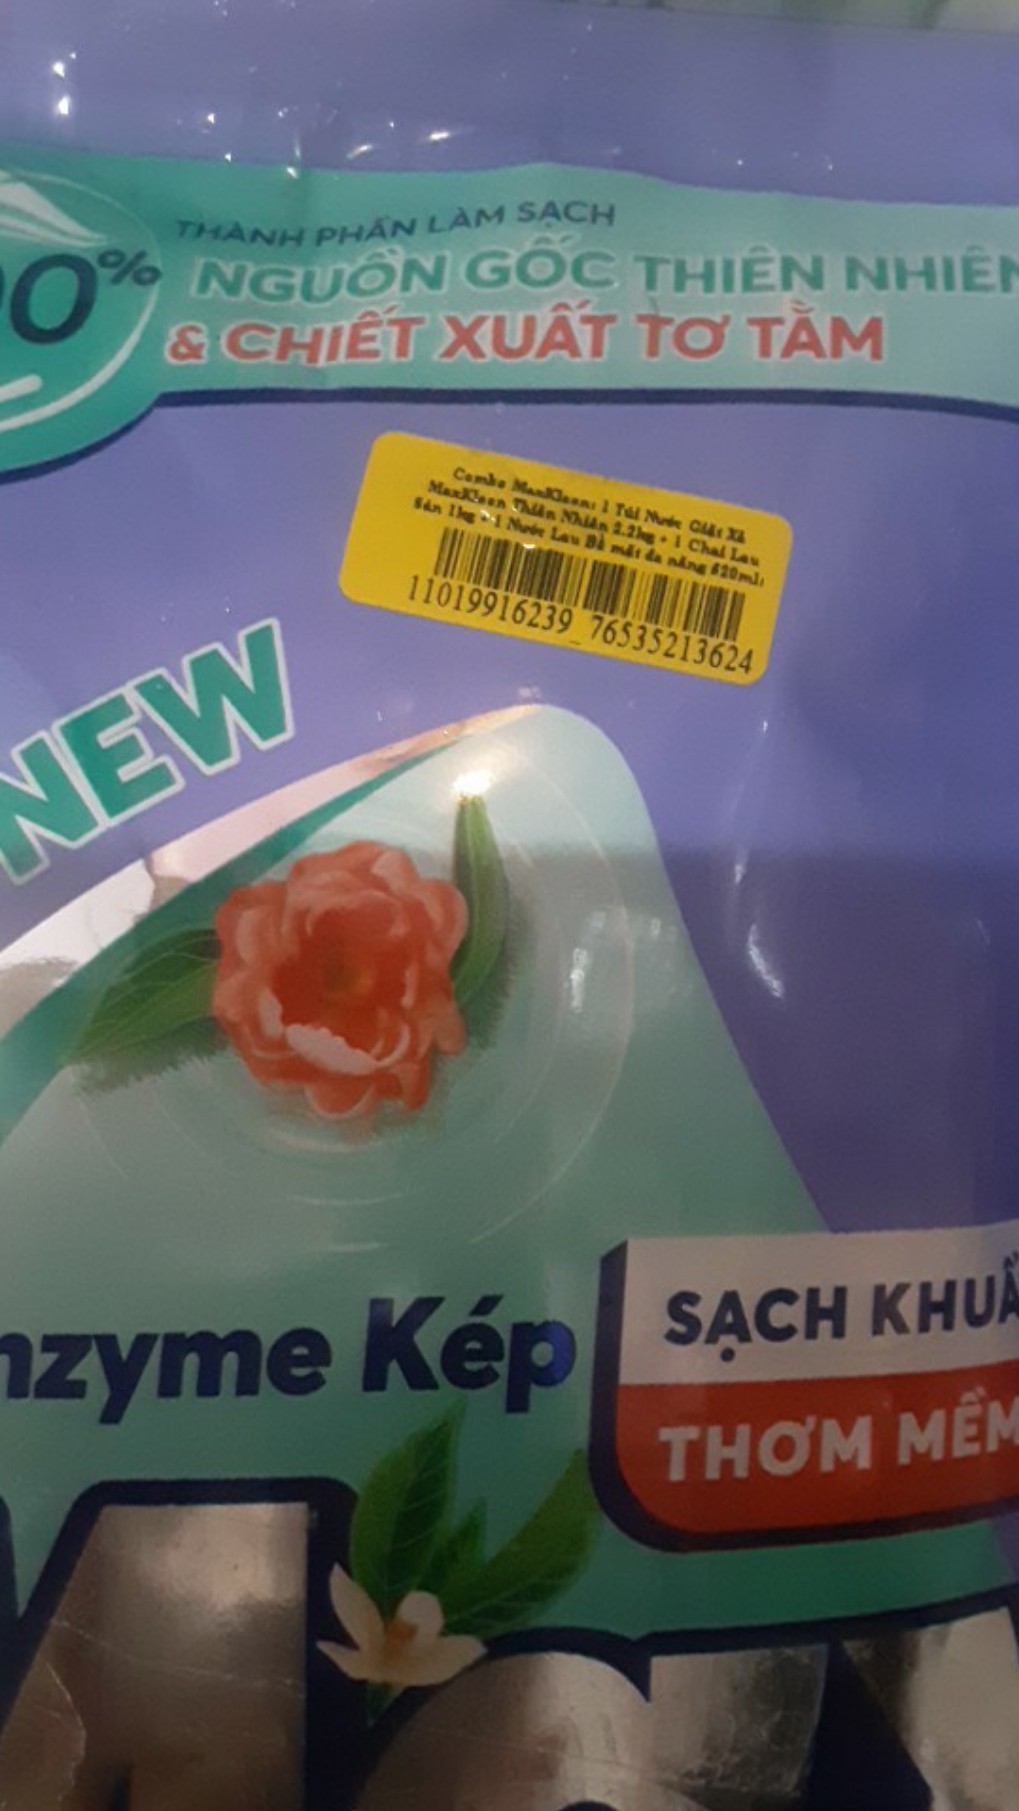 THÀNH PHẦN LÀM SẠCH
NGUỒN GỐC THIÊN NHIÊN
& CHIẾT XUẤT TƠ TẰM
Combo MaxKleen: 1 Túi Nước Giặt Xả
MaxKleen Thiên Nhiên 2.2kg + 1 Chai Lau
Sàn 1kg + 1 Nước Lau Bề mặt đa năng 520ml:
11019916239_76535213624
NEW
nzyme Kép
SẠCH KHUẨ
THƠM MỀM